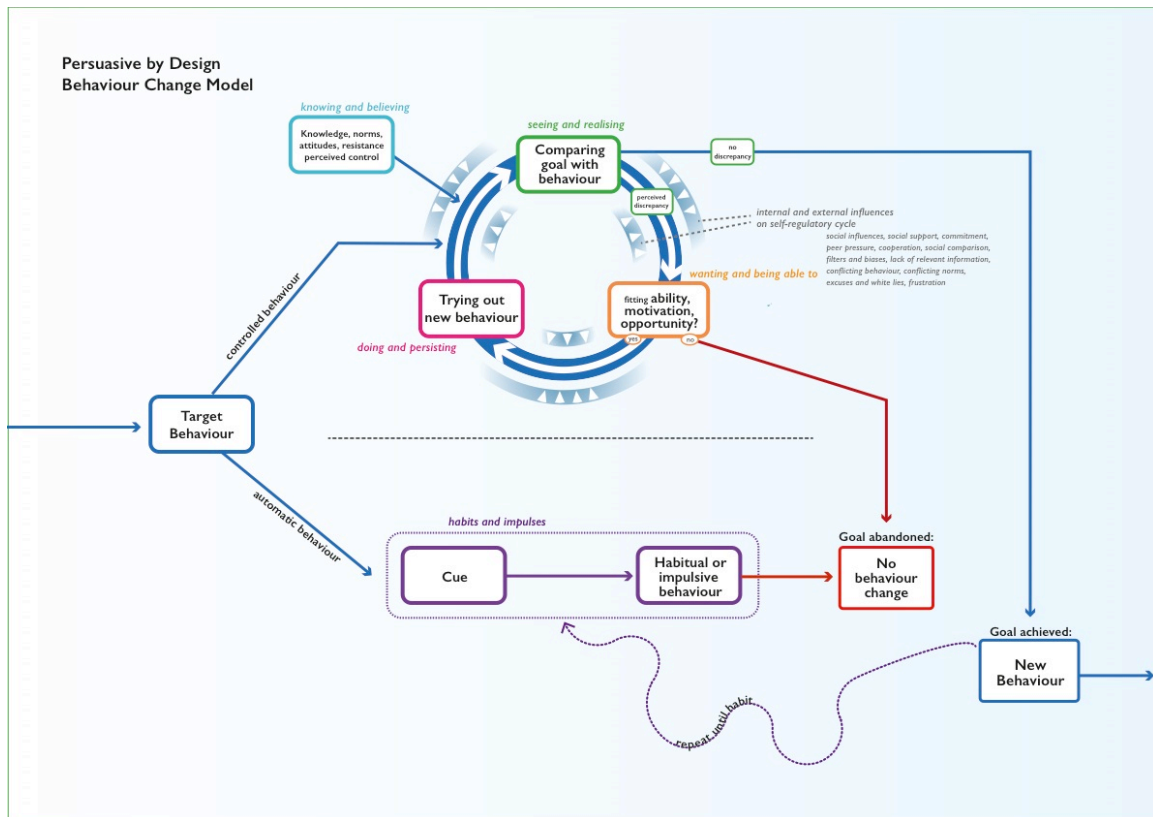 Persuasive by Design
Behaviour Change Model
knowing and believing
Knowledge, norms,
attitudes, resistance
perceived control
seeing and realising
Comparing
goal with
behaviour
no
discrepancy
perceived
discrepancy
internal and external influences
on self-regulatory cycle
social influences, social support, commitment,
peer pressure, cooperation, social comparison,
filters and biases, lack of relevant information,
conflicting behaviour, conflicting norms,
excuses and white lies, frustration
wanting and being able to
fitting ability,
motivation,
opportunity?
yes
no
Trying out
new behaviour
doing and persisting
controlled behaviour
Target
Behaviour
automatic behaviour
habits and impulses
Cue
Habitual or
impulsive
behaviour
Goal abandoned:
No
behaviour
change
Goal achieved:
New
Behaviour
repeat until habit